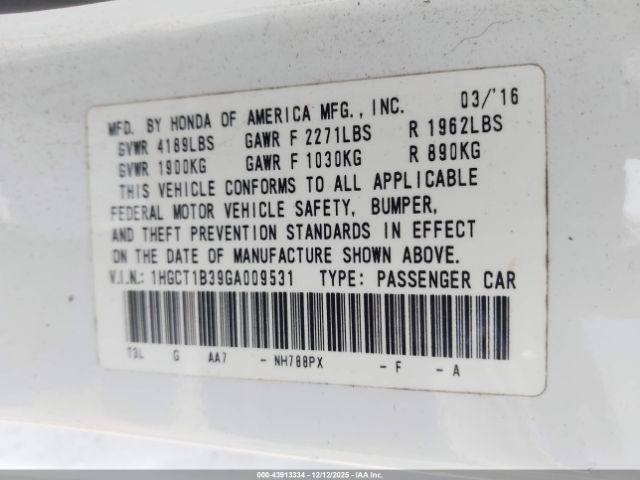 MFD. BY HONDA OF AMERICA MFG., INC. 03/'16
GVWR 4189LBS GAWR F 2271LBS R 1962LBS
GVWR 1900KG GAWR F 1030KG R 890KG
THIS VEHICLE CONFORMS TO ALL APPLICABLE
FEDERAL MOTOR VEHICLE SAFETY, BUMPER,
AND THEFT PREVENTION STANDARDS IN EFFECT
ON THE DATE OF MANUFACTURE SHOWN ABOVE.
V.I.N.: 1HGCT1B39GA009531 TYPE: PASSENGER CAR
T3L G AA7 - NH788PX - F - A
000-43913334 - 12/12/2025 - IAA Inc.